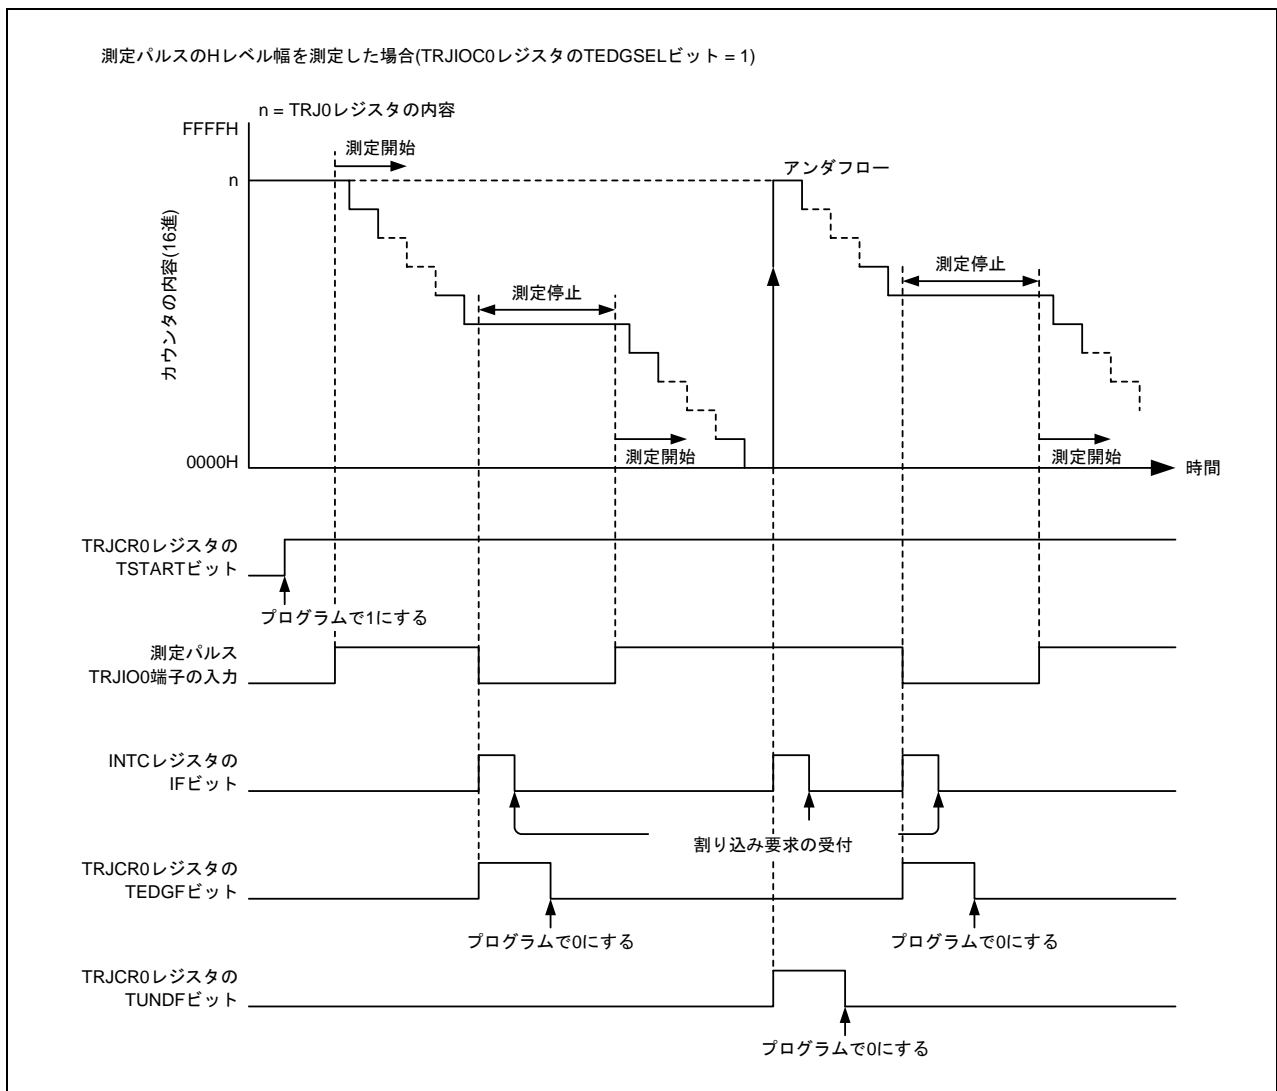 測定パルスのHレベル幅を測定した場合(TRJIOC0レジスタのTEDGSELビット = 1)
n = TRJ0レジスタの内容
FFFFH
測定開始
アンダフロー
n
カウンタの内容(16進)
測定停止
測定停止
測定開始
測定開始
0000H
時間
TRJCR0レジスタの
TSTARTビット
プログラムで1にする
測定パルス
TRJIO0端子の入力
INTCレジスタの
IFビット
割り込み要求の受付
TRJCR0レジスタの
TEDGFビット
プログラムで0にする
プログラムで0にする
TRJCR0レジスタの
TUNDFビット
プログラムで0にする